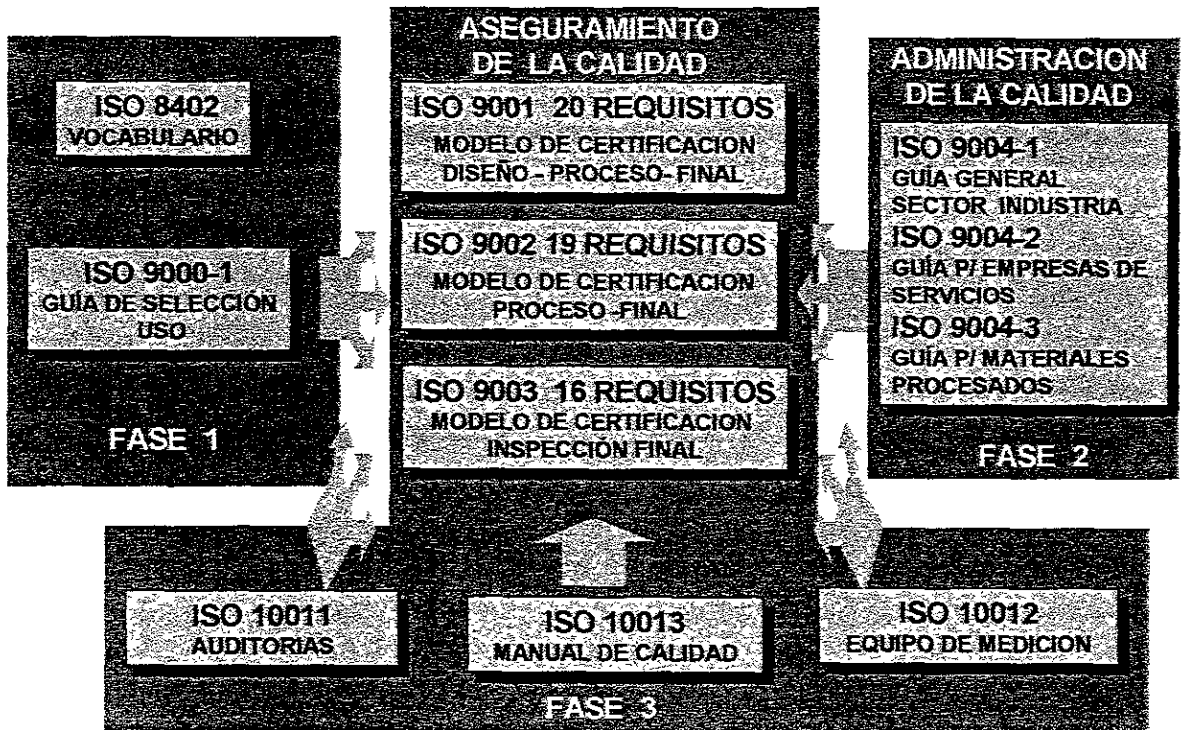 ISO 8402
VOCABULARIO
ISO 9000-1
GUÍA DE SELECCIÓN
USO
FASE 1
ASEGURAMIENTO
DE LA CALIDAD
ISO 9001 20 REQUISITOS
MODELO DE CERTIFICACION
DISEÑO - PROCESO- FINAL
ISO 9002 19 REQUISITOS
MODELO DE CERTIFICACION
PROCESO -FINAL
ISO 9003 16 REQUISITOS
MODELO DE CERTIFICACION
INSPECCIÓN FINAL
ADMINISTRACION
DE LA CALIDAD
ISO 9004-1
GUÍA GENERAL
SECTOR INDUSTRIA
ISO 9004-2
GUÍA P/ EMPRESAS DE
SERVICIOS
ISO 9004-3
GUÍA P/ MATERIALES
PROCESADOS
FASE 2
ISO 10011
AUDITORIAS
ISO 10013
MANUAL DE CALIDAD
ISO 10012
EQUIPO DE MEDICION
FASE 3